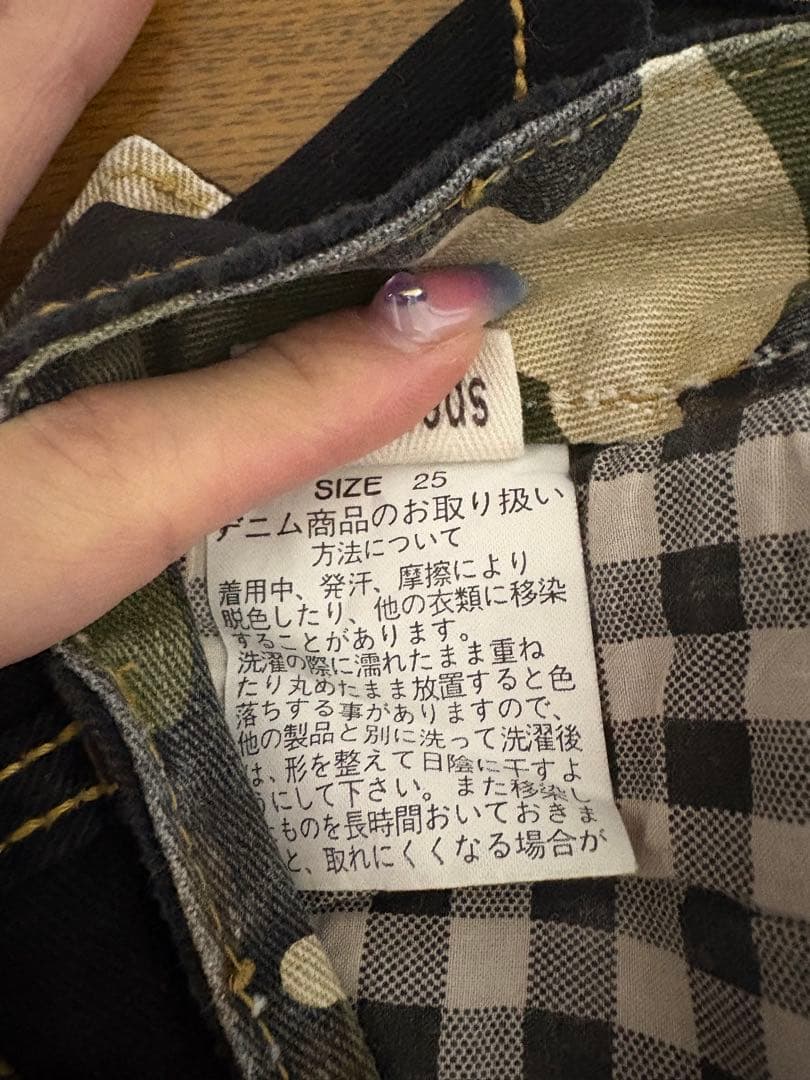 SIZE 25
デニム商品のお取り扱い
方法について
着用中、発汗、摩擦により
脱色したり、他の衣類に移染
することがあります。
洗濯の際に濡れたまま重ね
たり丸めたまま放置すると色
落ちする事がありますので、
他の製品と別に洗って洗濯後
は、形を整えて日陰に干すよ
うにして下さい。また移染し
たものを長時間おいておきま
と、取れにくくなる場合が